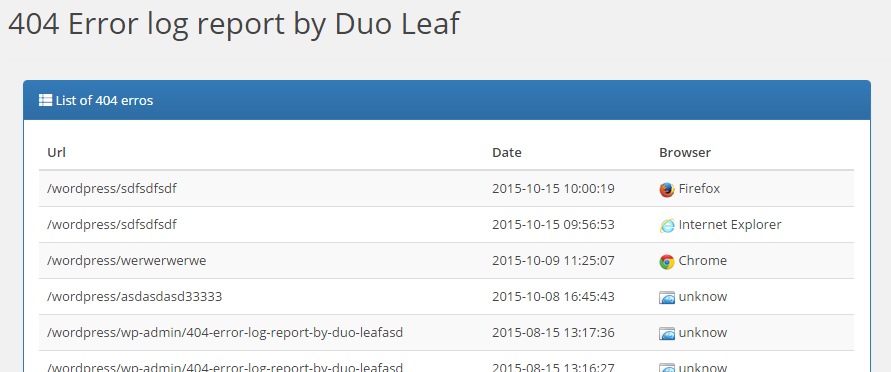 404 Error log report by Duo Leaf
List of 404 erros
Url Date Browser
/wordpress/sdfsdfsdf 2015-10-15 10:00:19 Firefox
/wordpress/sdfsdfsdf 2015-10-15 09:56:53 Internet Explorer
/wordpress/werwerwerwe 2015-10-09 11:25:07 Chrome
/wordpress/asdasdasd33333 2015-10-08 16:45:43 unknow
/wordpress/wp-admin/404-error-log-report-by-duo-leafasd 2015-08-15 13:17:36 unknow
/wordpress/wp-admin/404-error-log-report-by-duo-leafasd 2015-08-15 13:16:27 unknow